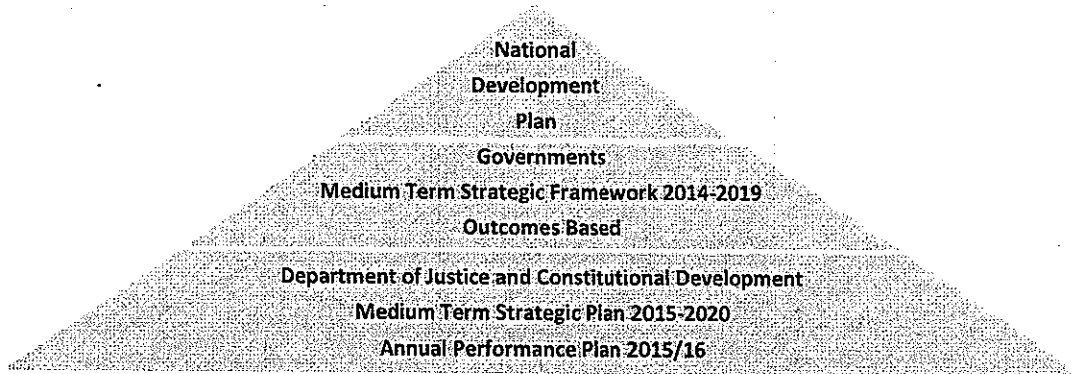 National
Development
Plan
Governments
Medium Term Strategic Framework 2014-2019
Outcomes Based
Department of Justice and Constitutional Development
Medium Term Strategic Plan 2015-2020
Annual Performance Plan 2015/16